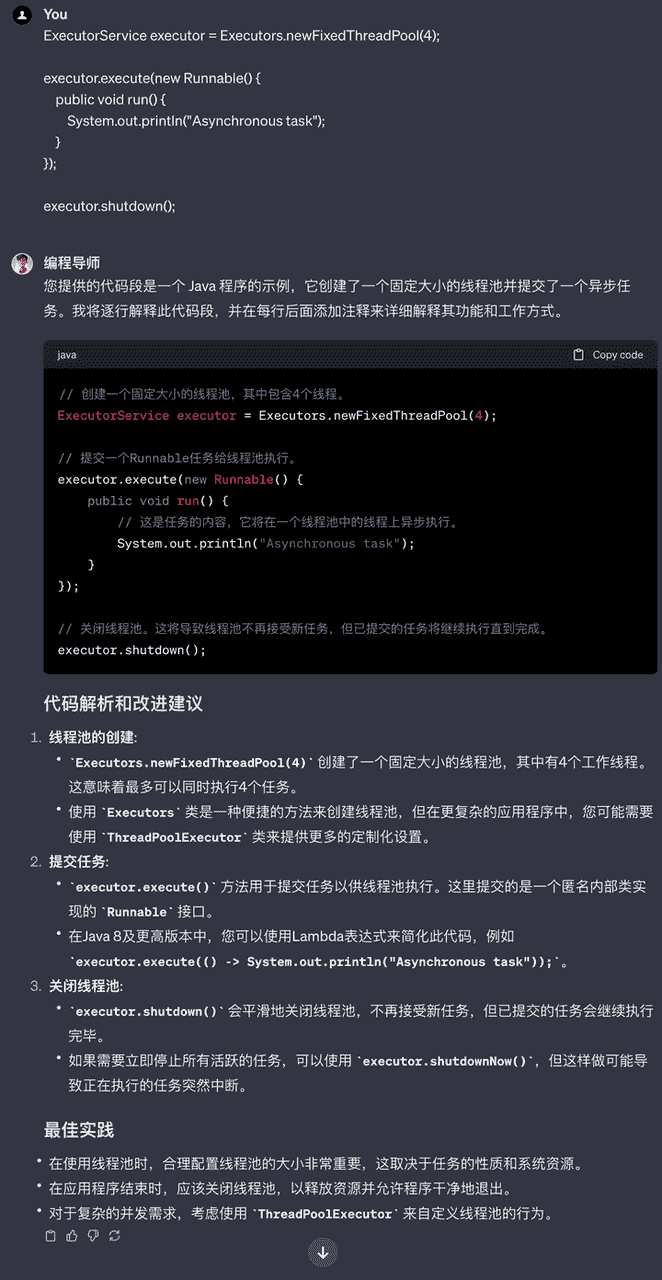 You
ExecutorService executor = Executors.newFixedThreadPool(4);
executor.execute(new Runnable() {
public void run() {
System.out.println("Asynchronous task");
}
});
executor.shutdown();
编程导师
您提供的代码段是一个 Java 程序的示例，它创建了一个固定大小的线程池并提交了一个异步任
务。我将逐行解释此代码段，并在每行后面添加注释来详细解释其功能和工作方式。
java
Copy code
// 创建一个固定大小的线程池，其中包含4个线程。
ExecutorService executor = Executors.newFixedThreadPool(4);
// 提交一个Runnable任务给线程池执行。
executor.execute(new Runnable() {
public void run() {
// 这是任务的内容，它将在一个线程池中的线程上异步执行。
System.out.println("Asynchronous task");
}
});
// 关闭线程池。这将导致线程池不再接受新任务，但已提交的任务将继续执行直到完成。
executor.shutdown();
代码解析和改进建议
1. 线程池的创建:
• `Executors.newFixedThreadPool(4)` 创建了一个固定大小的线程池，其中有4个工作线程。
这意味着最多可以同时执行4个任务。
• 使用 `Executors` 类是一种便捷的方法来创建线程池，但在更复杂的应用程序中，您可能需要
使用 `ThreadPoolExecutor` 类来提供更多的定制化设置。
2. 提交任务:
• `executor.execute()` 方法用于提交任务以供线程池执行。这里提交的是一个匿名内部类实
现的 `Runnable` 接口。
• 在Java 8及更高版本中，您可以使用Lambda表达式来简化此代码，例如
`executor.execute(() -> System.out.println("Asynchronous task"));`。
3. 关闭线程池:
• `executor.shutdown()` 会平滑地关闭线程池，不再接受新任务，但已提交的任务会继续执行
完毕。
• 如果需要立即停止所有活跃的任务，可以使用 `executor.shutdownNow()`，但这样做可能导
致正在执行的任务突然中断。
最佳实践
• 在使用线程池时，合理配置线程池的大小非常重要，这取决于任务的性质和系统资源。
• 在应用程序结束时，应该关闭线程池，以释放资源并允许程序干净地退出。
• 对于复杂的并发需求，考虑使用 `ThreadPoolExecutor` 来自定义线程池的行为。